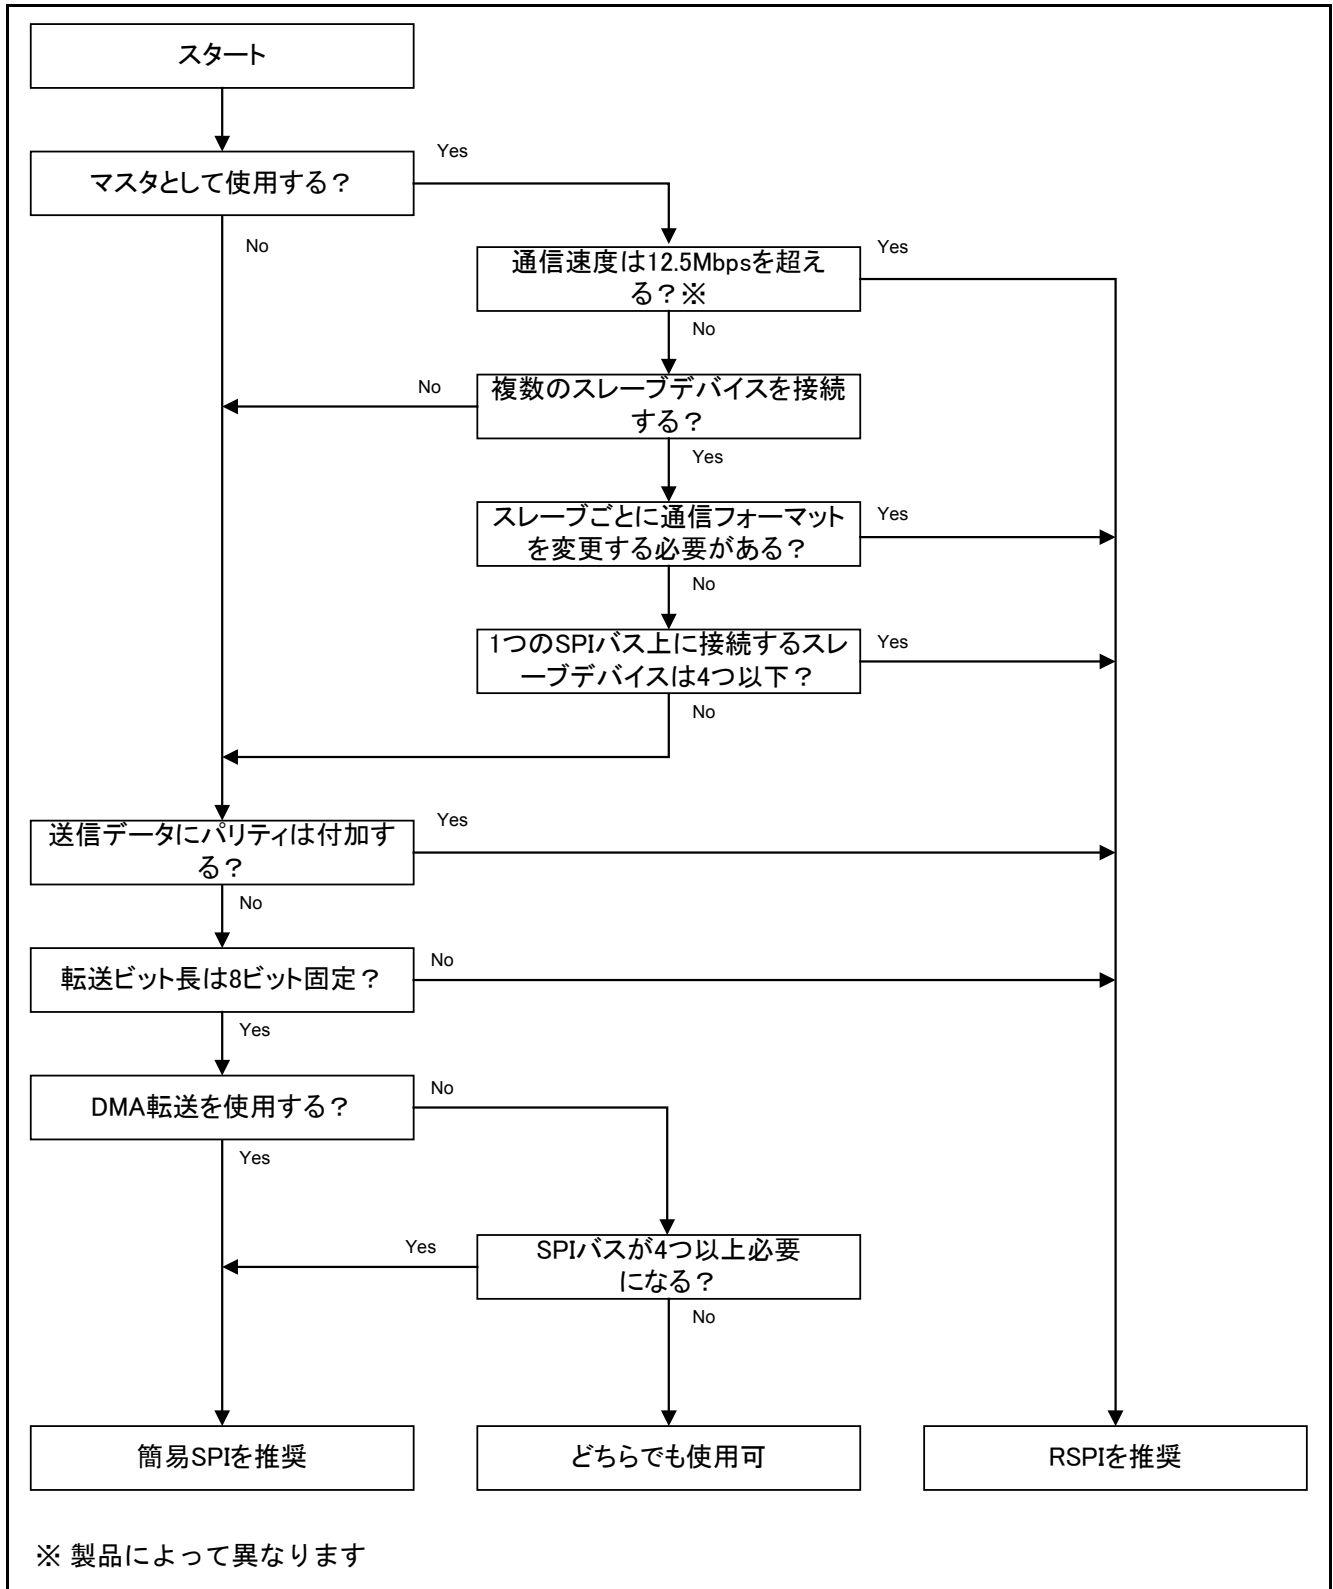 スタート
マスタとして使用する？
Yes
No
通信速度は12.5Mbpsを超え
る？※
Yes
No
複数のスレーブデバイスを接続
する？
No
Yes
スレーブごとに通信フォーマット
を変更する必要がある？
Yes
No
1つのSPIバス上に接続するスレ
ーブデバイスは4つ以下？
Yes
No
送信データにパリティは付加す
る？
Yes
No
転送ビット長は8ビット固定？
No
Yes
DMA転送を使用する？
No
Yes
SPIバスが4つ以上必要
になる？
Yes
No
簡易SPIを推奨
どちらでも使用可
RSPIを推奨
※ 製品によって異なります